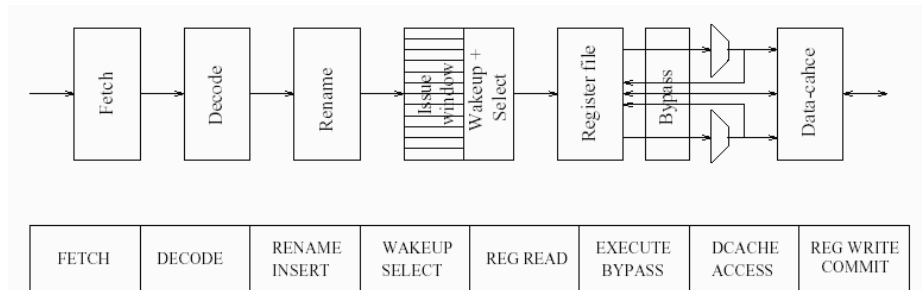 Fetch
Decode
Rename
Issue
window
Wakeup +
Select
Register file
Bypass
Data-cahce
FETCH
DECODE
RENAME
INSERT
WAKEUP
SELECT
REG READ
EXECUTE
BYPASS
DCACHE
ACCESS
REG WRITE
COMMIT